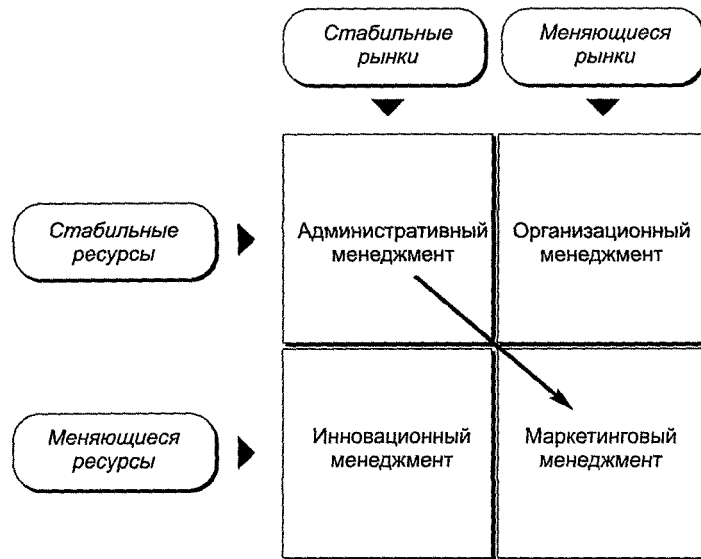 Стабильные
рынки
Меняющиеся
рынки
Стабильные
ресурсы
Административный
менеджмент
Организационный
менеджмент
Меняющиеся
ресурсы
Инновационный
менеджмент
Маркетинговый
менеджмент